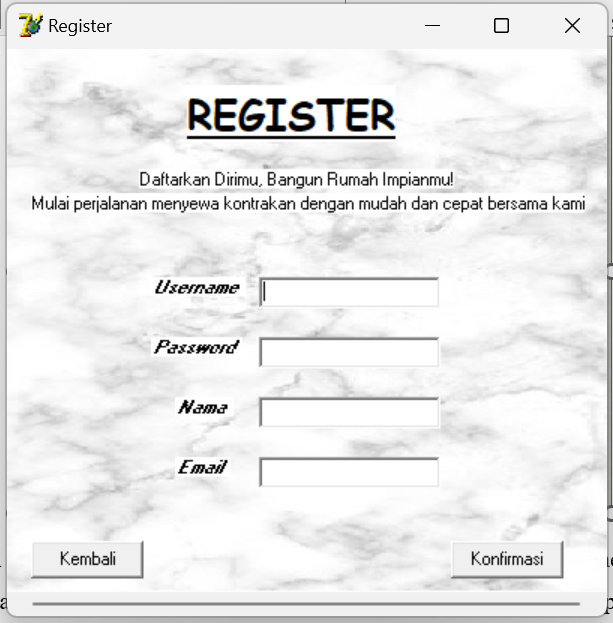 Register
REGISTER
Daftarkan Dirimu, Bangun Rumah Impianmu!
Mulai perjalanan menyewa kontrakan dengan mudah dan cepat bersama kami
Username
Password
Nama
Email
Kembali
Konfirmasi